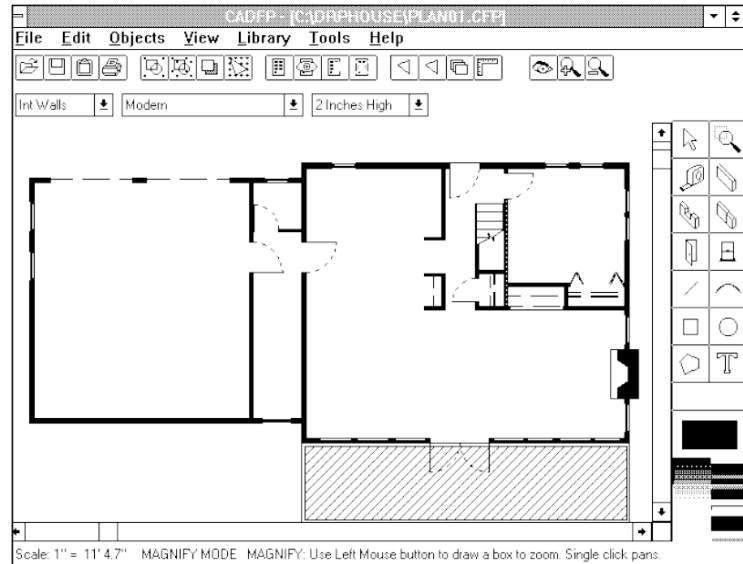 CADFP - [C:\DRPHOUSE\PLAN01.CFP]
File Edit Objects View Library Tools Help
Int Walls Modern 2 Inches High
T
Scale: 1" = 11' 4.7" MAGNIFY MODE MAGNIFY: Use Left Mouse button to draw a box to zoom. Single click pans.